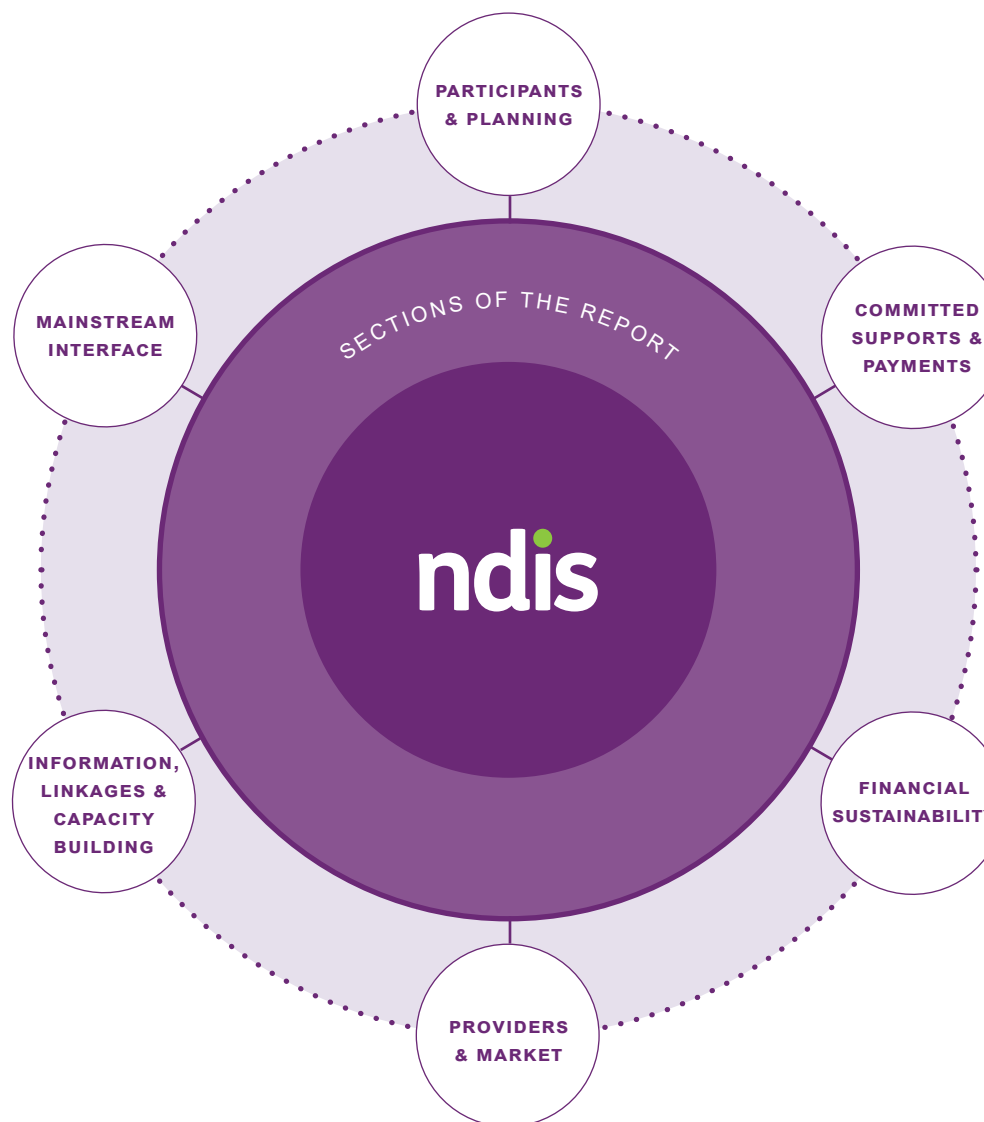 PARTICIPANTS
& PLANNING
COMMITTED
SUPPORTS &
PAYMENTS
FINANCIAL
SUSTAINABILITY
PROVIDERS
& MARKET
INFORMATION,
LINKAGES &
CAPACITY
BUILDING
MAINSTREAM
INTERFACE
SECTIONS OF THE REPORT
ndis